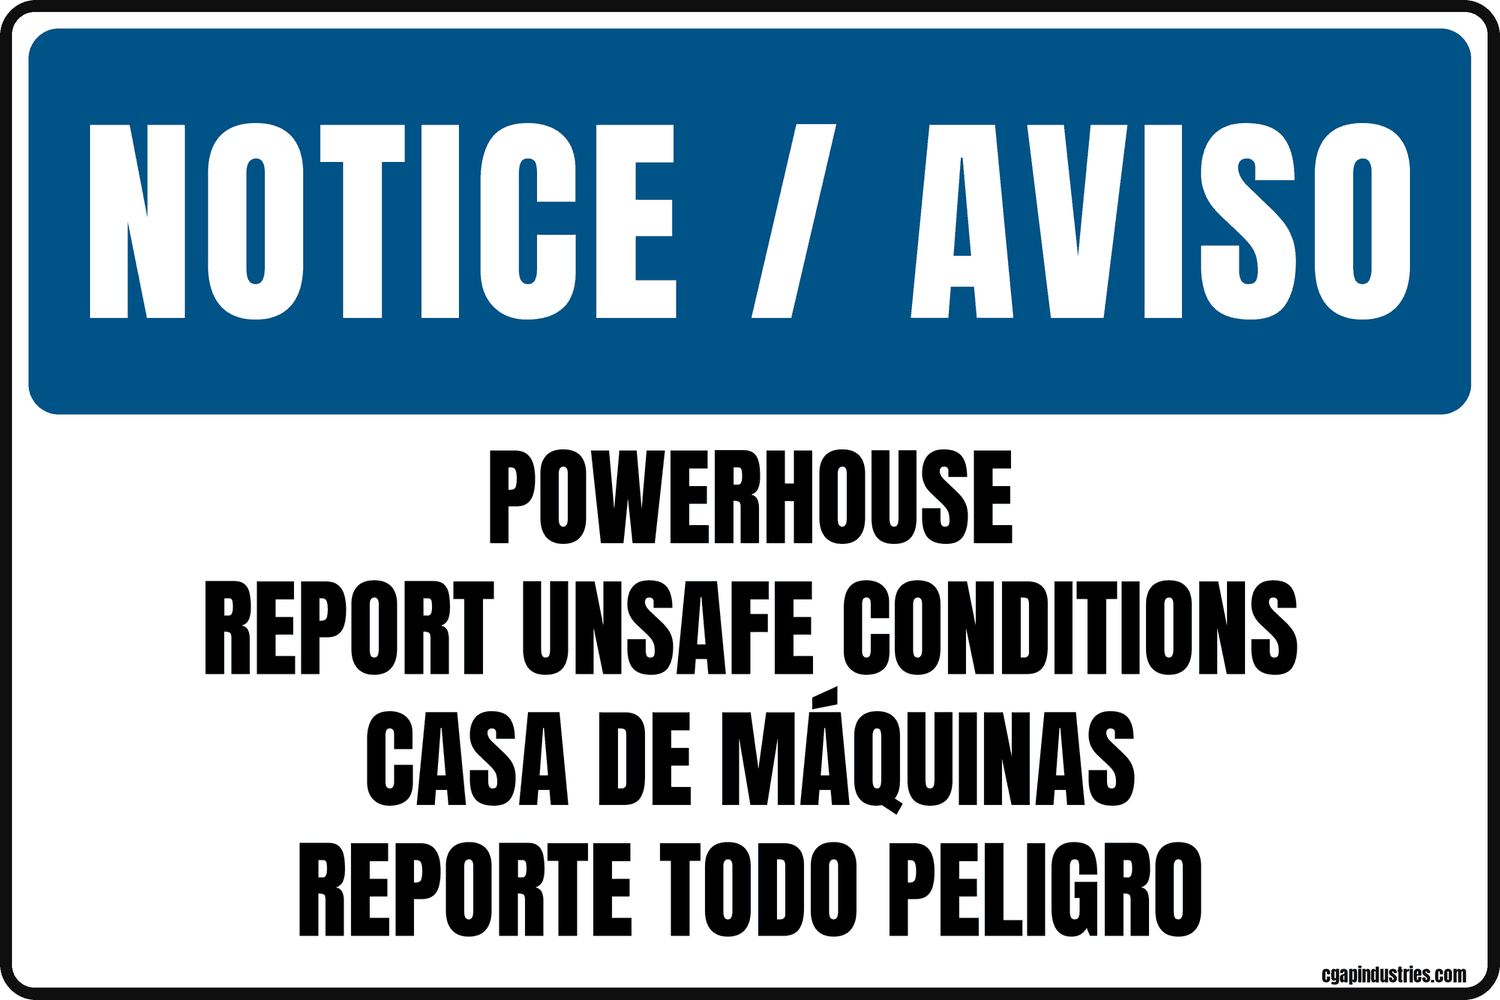 NOTICE / AVISO
POWERHOUSE
REPORT UNSAFE CONDITIONS
CASA DE MÁQUINAS
REPORTE TODO PELIGRO
cgapindustries.com